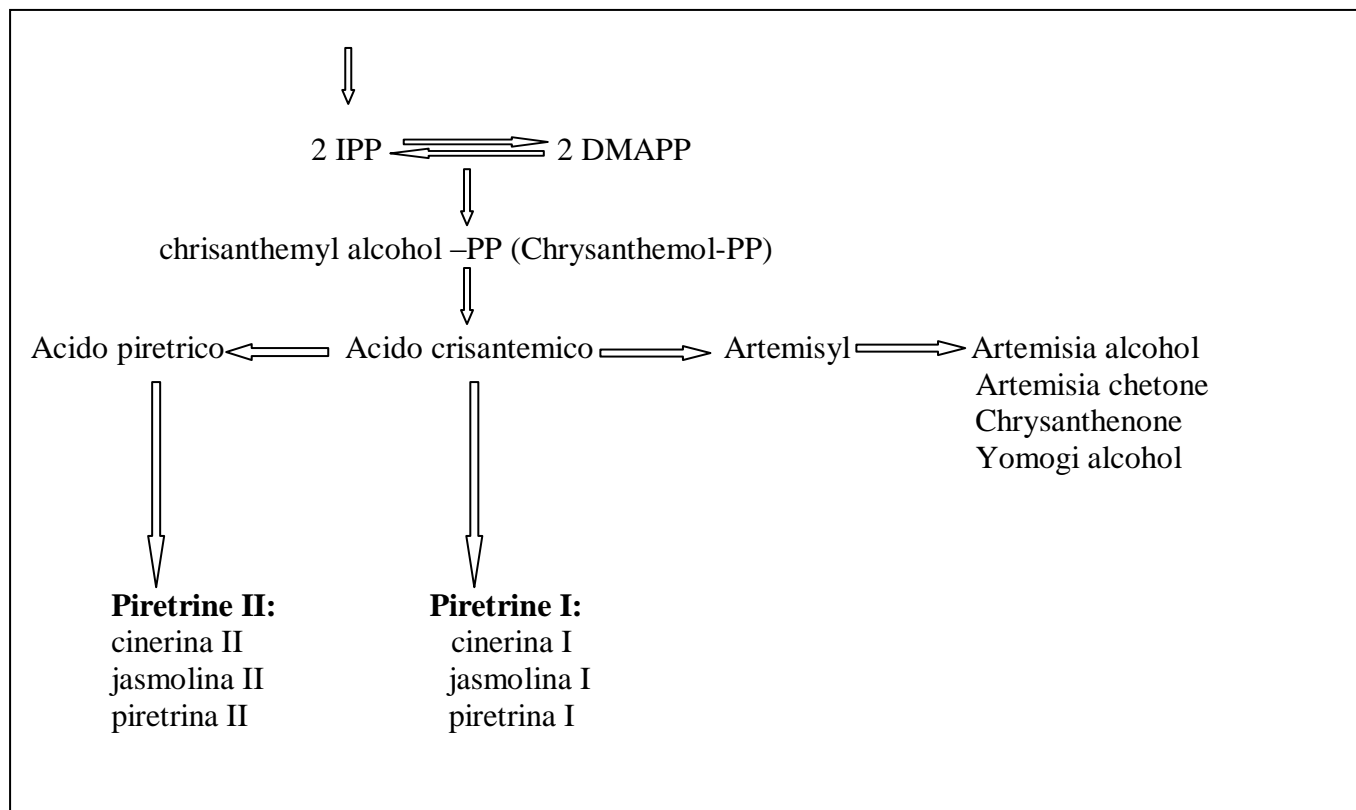 2 IPP 2 DMAPP
chrisanthemyl alcohol –PP (Chrysanthemol-PP)
Acido piretrico Acido crisantemico Artemisyl Artemisia alcohol
Artemisia chetone
Chrysanthenone
Yomogi alcohol
Piretrine II: Piretrine I:
cinerina II cinerina I
jasmolina II jasmolina I
piretrina II piretrina I